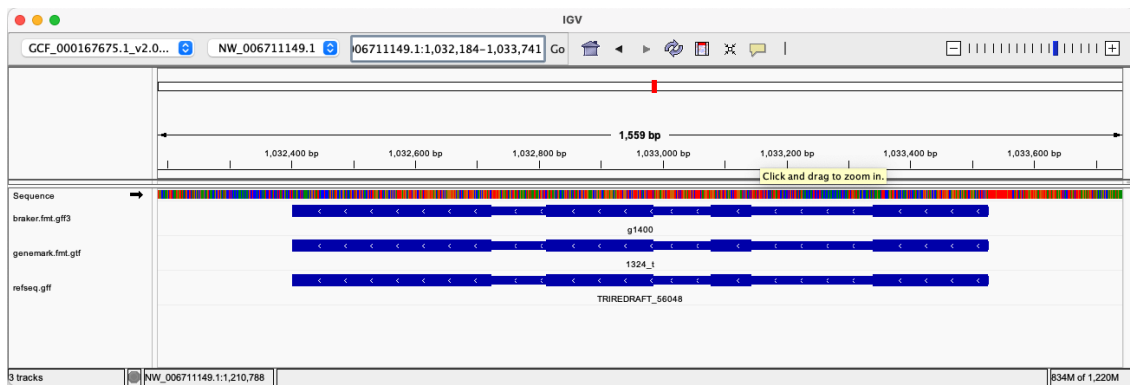 IGV
GCF_000167675.1_v2.0... NW_006711149.1 006711149.1:1,032,184-1,033,741 Go
1,559 bp
1,032,400 bp 1,032,600 bp 1,032,800 bp 1,033,000 bp 1,033,200 bp 1,033,400 bp 1,033,600 bp
Click and drag to zoom in.
Sequence
braker.fmt.gff3
g1400
genemark.fmt.gtf
1324_t
refseq.gff
TRIREDRAFT_56048
3 tracks NW_006711149.1:1,210,788 834M of 1,220M